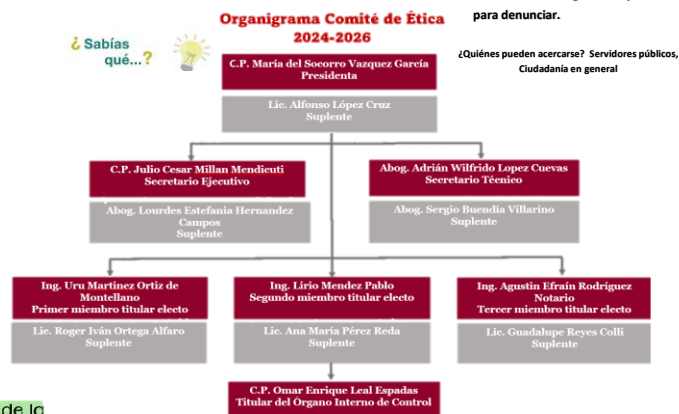 para denunciar.
¿Quiénes pueden acercarse? Servidores públicos,
Ciudadanía en general
¿ Sabías
qué...?
Organigrama Comité de Ética
2024-2026
C.P. María del Socorro Vazquez García
Presidenta
Lic. Alfonso López Cruz
Suplente
C.P. Julio Cesar Millan Mendicuti
Secretario Ejecutivo
Abog. Lourdes Estefania Hernandez
Campos
Suplente
Abog. Adrián Wilfrido Lopez Cuevas
Secretario Técnico
Abog. Sergio Buendía Villarino
Suplente
Ing. Uru Martinez Ortiz de
Montellano
Primer miembro titular electo
Lic. Roger Iván Ortega Alfaro
Suplente
Ing. Lirio Mendez Pablo
Segundo miembro titular electo
Lic. Ana María Pérez Reda
Suplente
Ing. Agustin Efraín Rodríguez
Notario
Tercer miembro titular electo
Lic. Guadalupe Reyes Colli
Suplente
C.P. Omar Enrique Leal Espadas
Titular del Órgano Interno de Control
de la